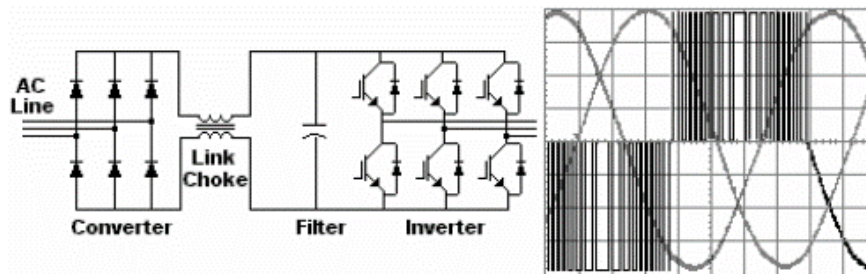 AC
Line
Link
Choke
Converter
Filter
Inverter